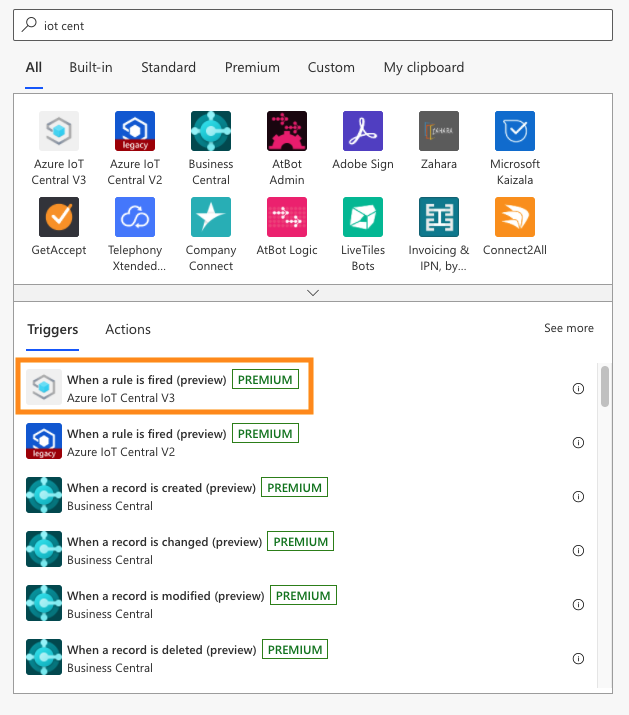 iot cent
All Built-in Standard Premium Custom My clipboard
legacy
Azure IoT Central V3
Azure IoT Central V2
Business Central
AtBot Admin
Adobe Sign
ZAHARA
Zahara
Microsoft Kaizala
GetAccept
Telephony Xtended...
Company Connect
AtBot Logic
LiveTiles Bots
Invoicing & IPN, by...
Connect2All
Triggers Actions See more
When a rule is fired (preview) PREMIUM
Azure IoT Central V3
When a rule is fired (preview) PREMIUM
legacy
Azure IoT Central V2
When a record is created (preview) PREMIUM
Business Central
When a record is changed (preview) PREMIUM
Business Central
When a record is modified (preview) PREMIUM
Business Central
When a record is deleted (preview) PREMIUM
Business Central